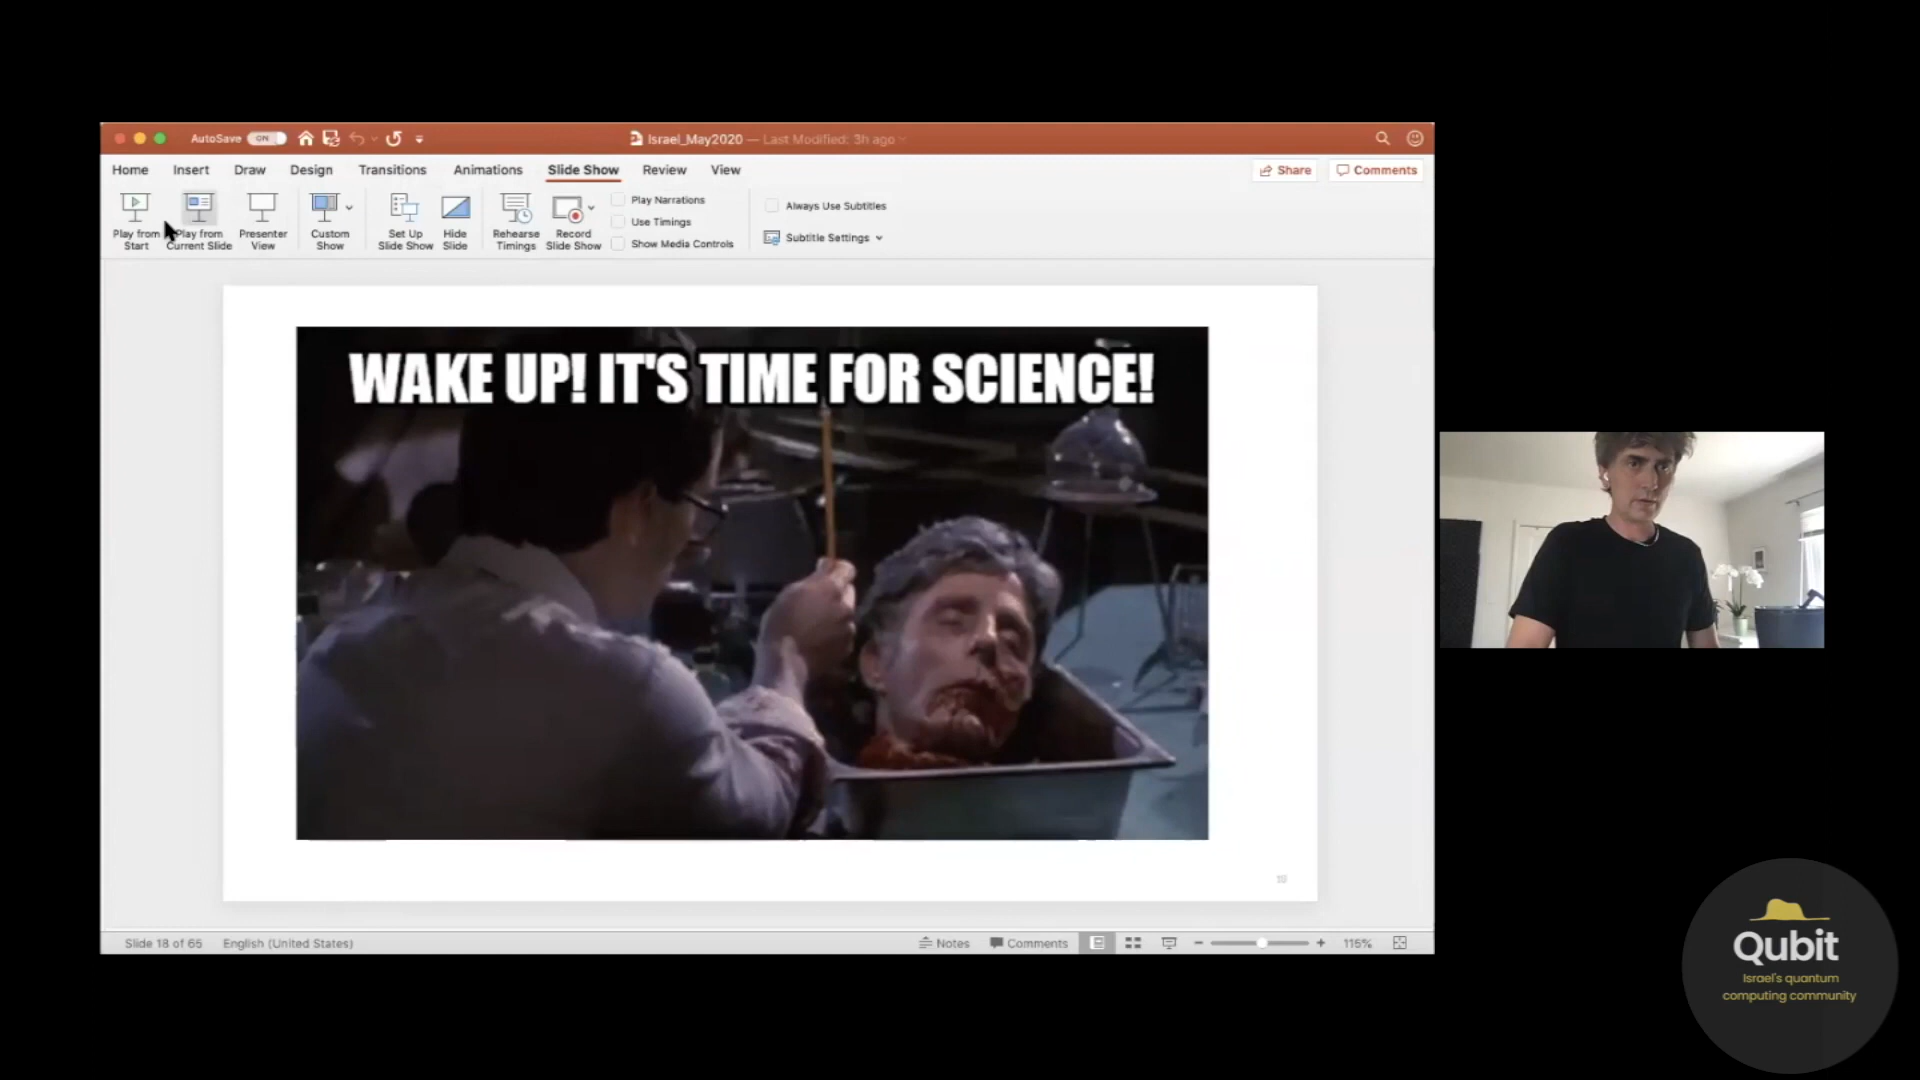 AutoSave ON
Israel_May2020 — Last Modified: 3h ago
Home Insert Draw Design Transitions Animations Slide Show Review View
Share Comments
Play from Start
Play from Current Slide
Presenter View
Custom Show
Set Up Slide Show
Hide Slide
Rehearse Timings
Record Slide Show
Play Narrations
Use Timings
Show Media Controls
Always Use Subtitles
Subtitle Settings
WAKE UP! IT'S TIME FOR SCIENCE!
Slide 18 of 65 English (United States)
Notes Comments 116%
Qubit
Israel's quantum
computing community